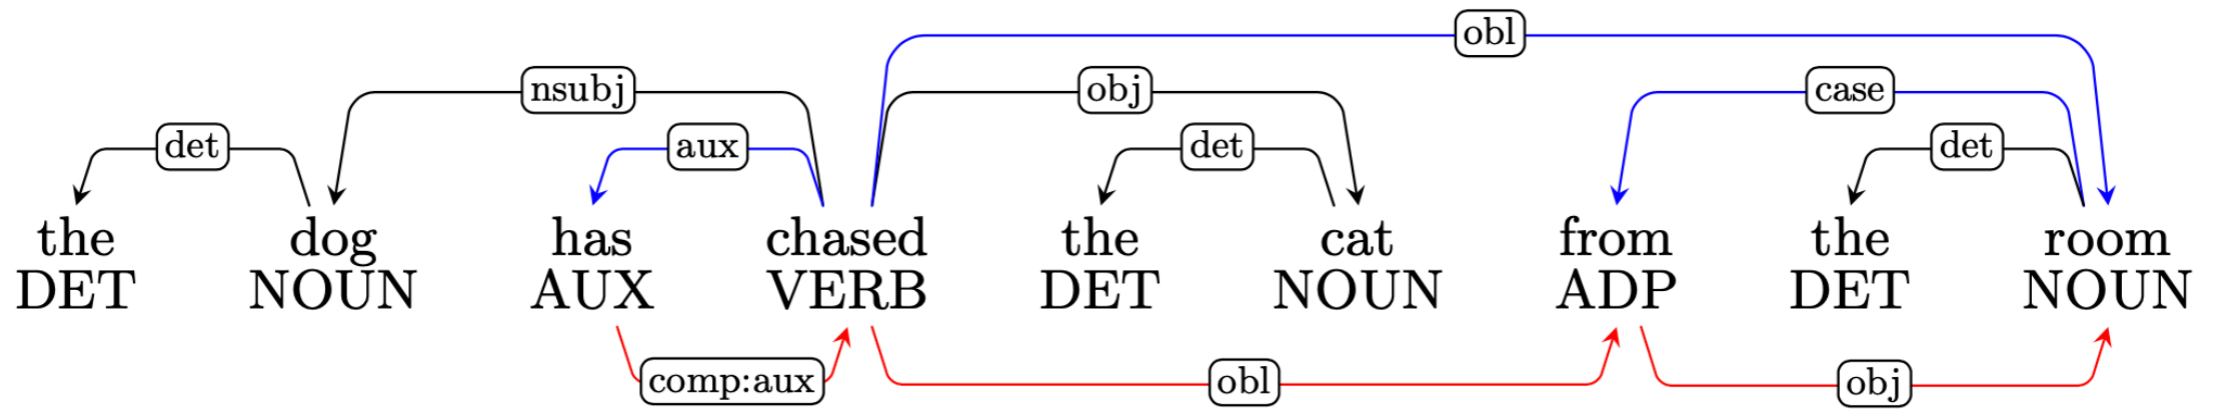 obl
nsubj obj case
det aux det det
the dog has chased the cat from the room
DET NOUN AUX VERB DET NOUN ADP DET NOUN
comp:aux obl obj